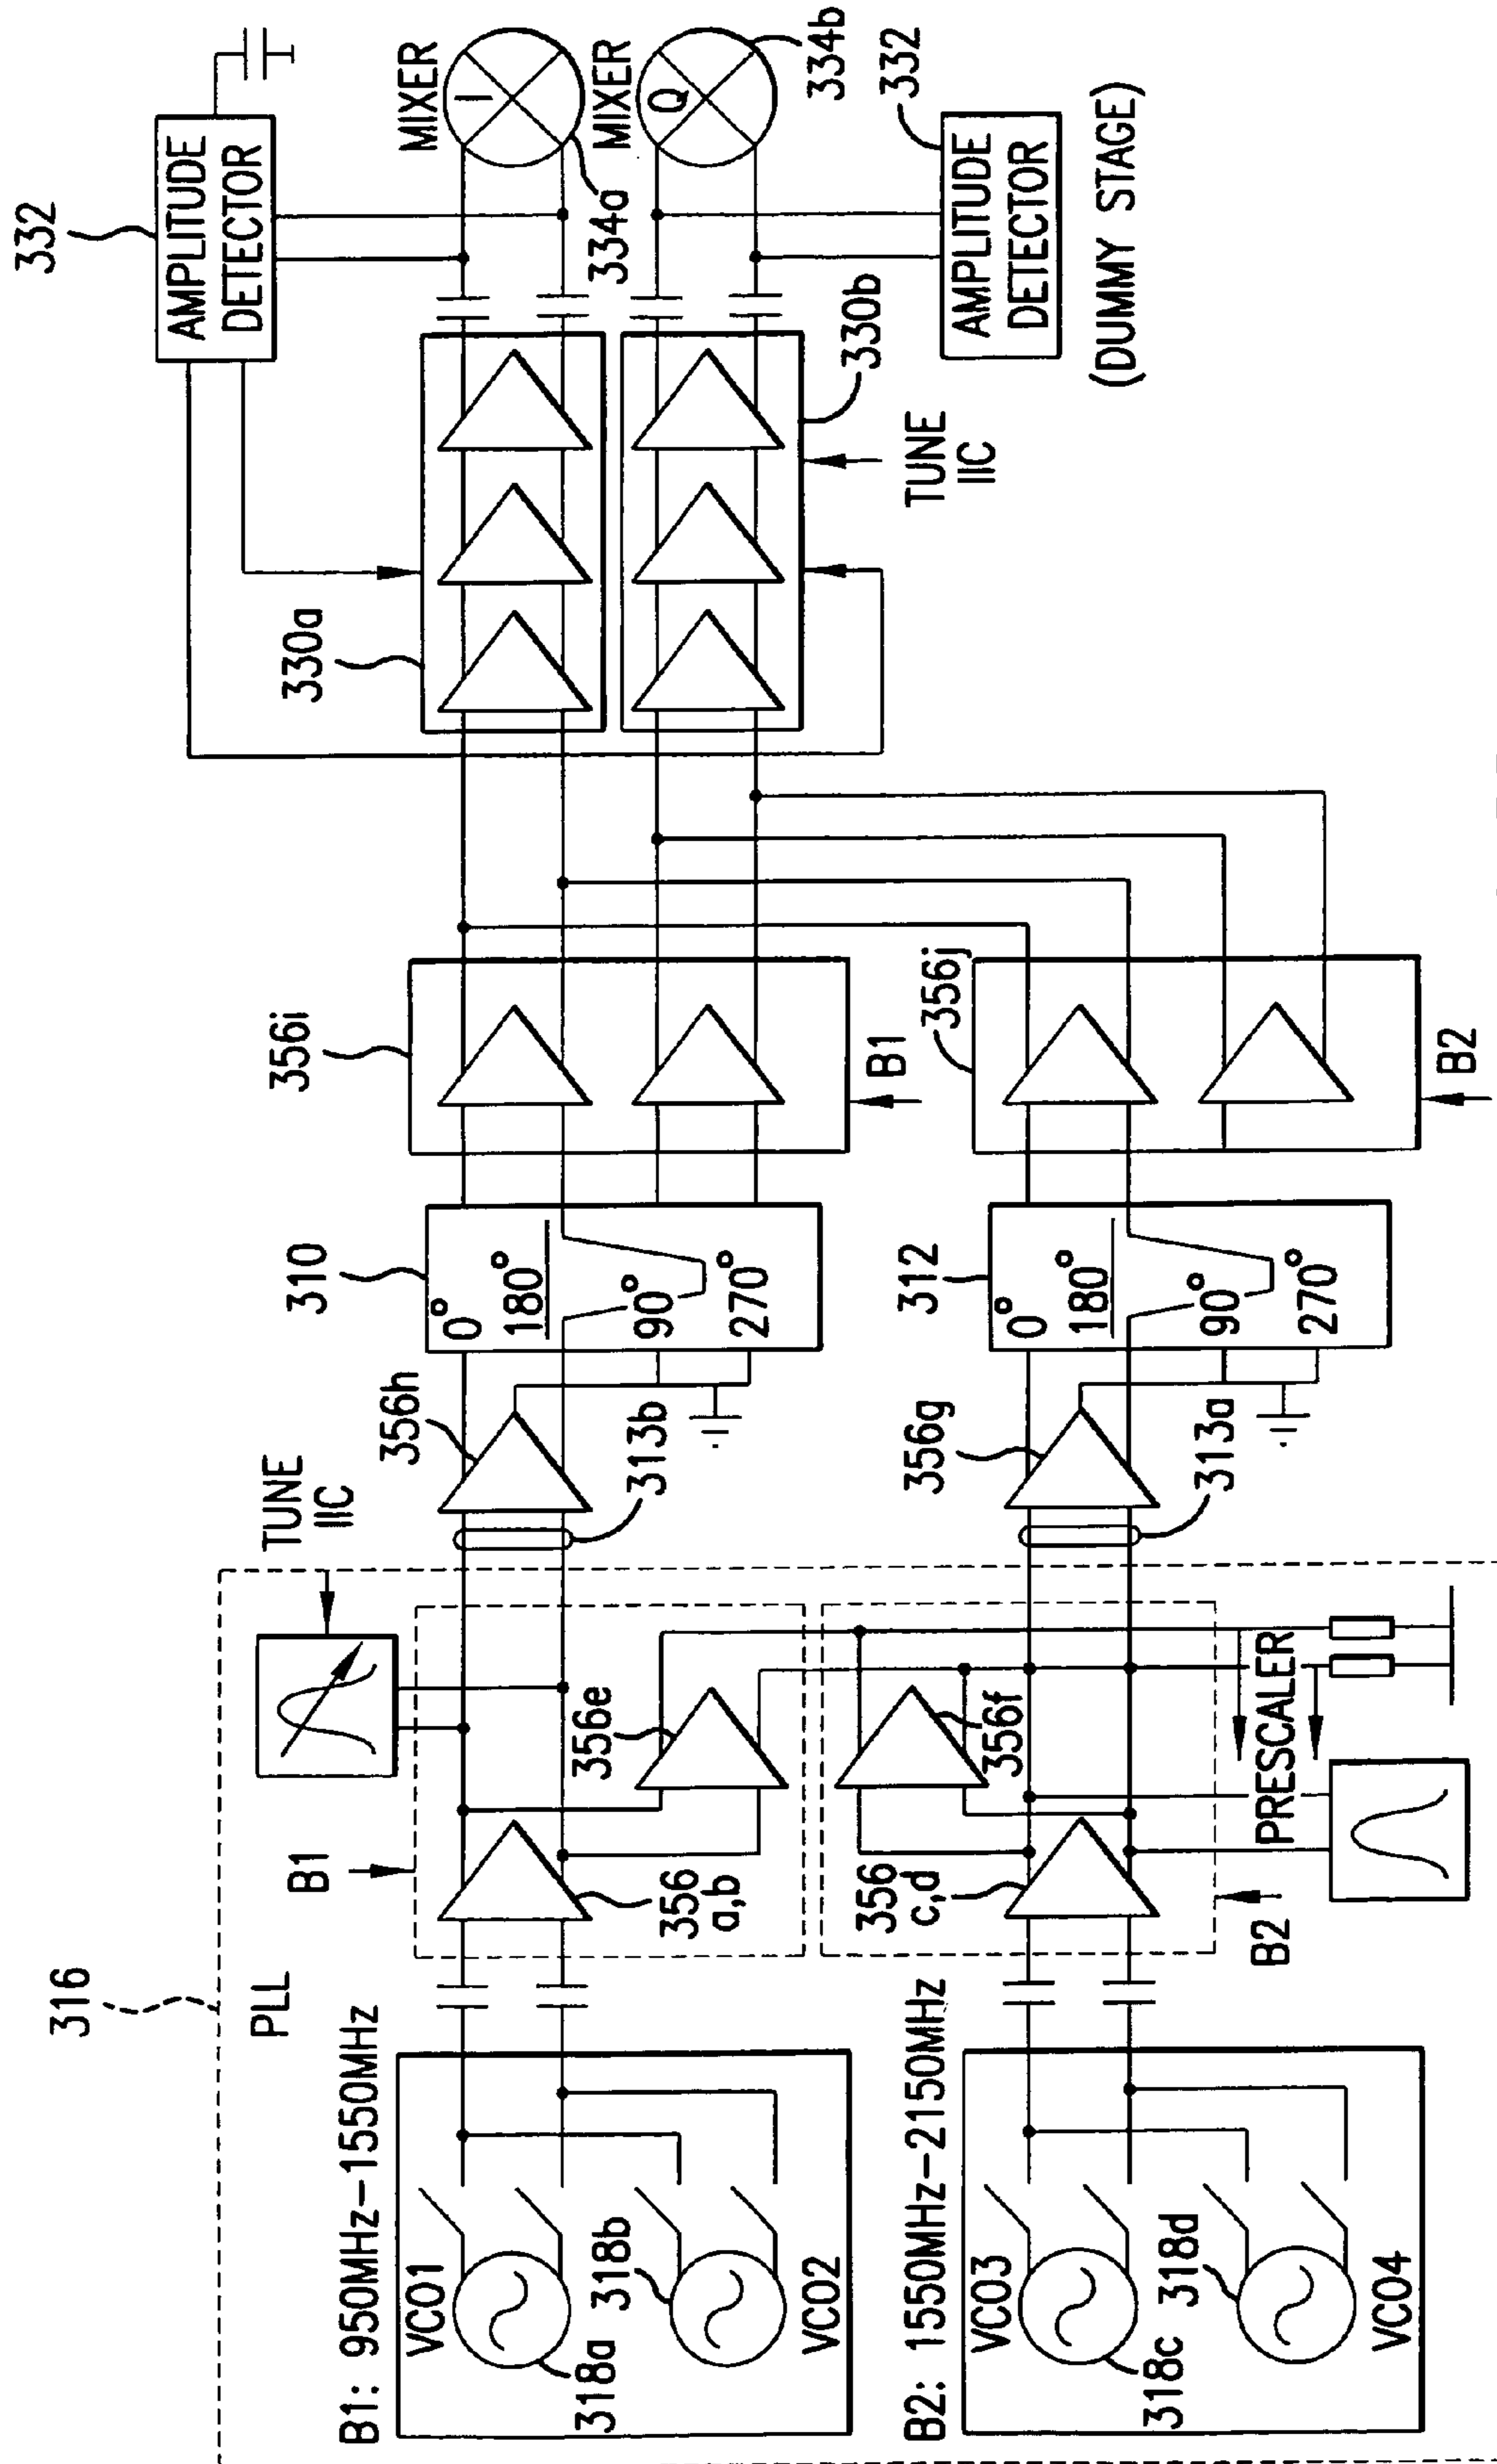 316
PLL
B1: 950MHz-1550MHz
VCO1
318a
318b
VCO2
B2: 1550MHz-2150MHz
VCO3
318c
318d
VCO4
B1
356
a,b
356e
356
c,d
356f
B2
PRESCALER
TUNE
IIC
356h
313b
356g
313a
310
0°
180°
90°
270°
312
0°
180°
90°
270°
356i
B1
356j
B2
330a
330b
TUNE
IIC
332
AMPLITUDE
DETECTOR
MIXER
I
334a
MIXER
Q
334b
332
AMPLITUDE
DETECTOR
(DUMMY STAGE)